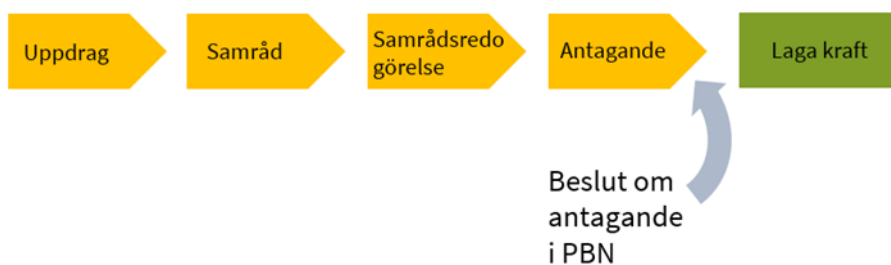 Uppdrag
Samråd
Samrådsredo
görelse
Antagande
Laga kraft
Beslut om
antagande
i PBN